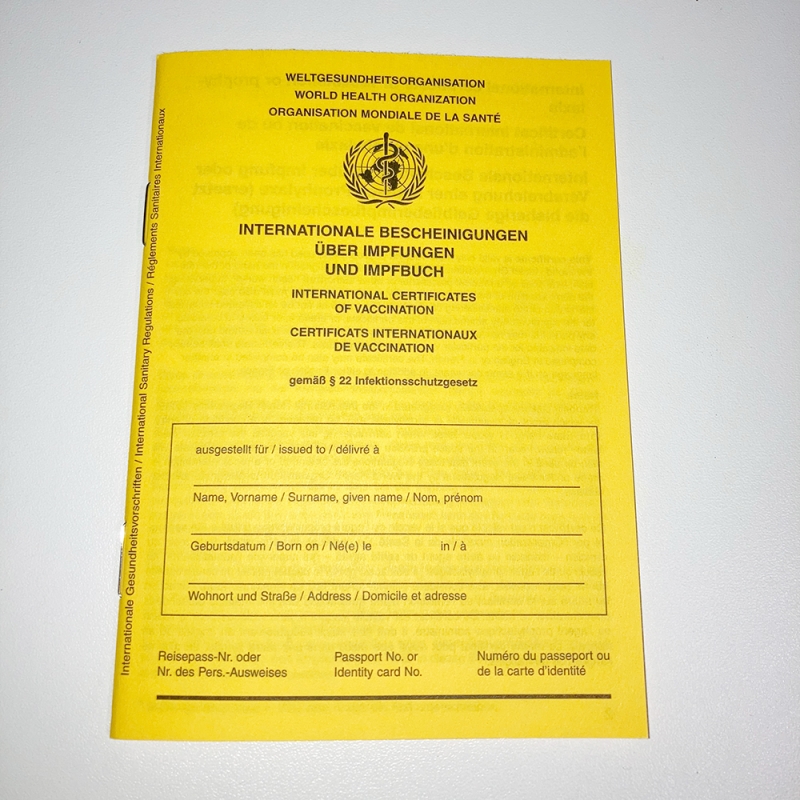 WELTGESUNDHEITSORGANISATION
WORLD HEALTH ORGANIZATION
ORGANISATION MONDIALE DE LA SANTÉ
INTERNATIONALE BESCHEINIGUNGEN
ÜBER IMPFUNGEN
UND IMPFBUCH
INTERNATIONAL CERTIFICATES
OF VACCINATION
CERTIFICATS INTERNATIONAUX
DE VACCINATION
gemäß § 22 Infektionsschutzgesetz
ausgestellt für / issued to / délivré à
Name, Vorname / Surname, given name / Nom, prénom
Geburtsdatum / Born on / Né(e) le in / à
Wohnort und Straße / Address / Domicile et adresse
Reisepass-Nr. oder
Nr. des Pers.-Ausweises
Passport No. or
Identity card No.
Numéro du passeport ou
de la carte d'identité
Internationale Gesundheitsvorschriften / International Sanitary Regulations / Règlements Sanitaires Internationaux